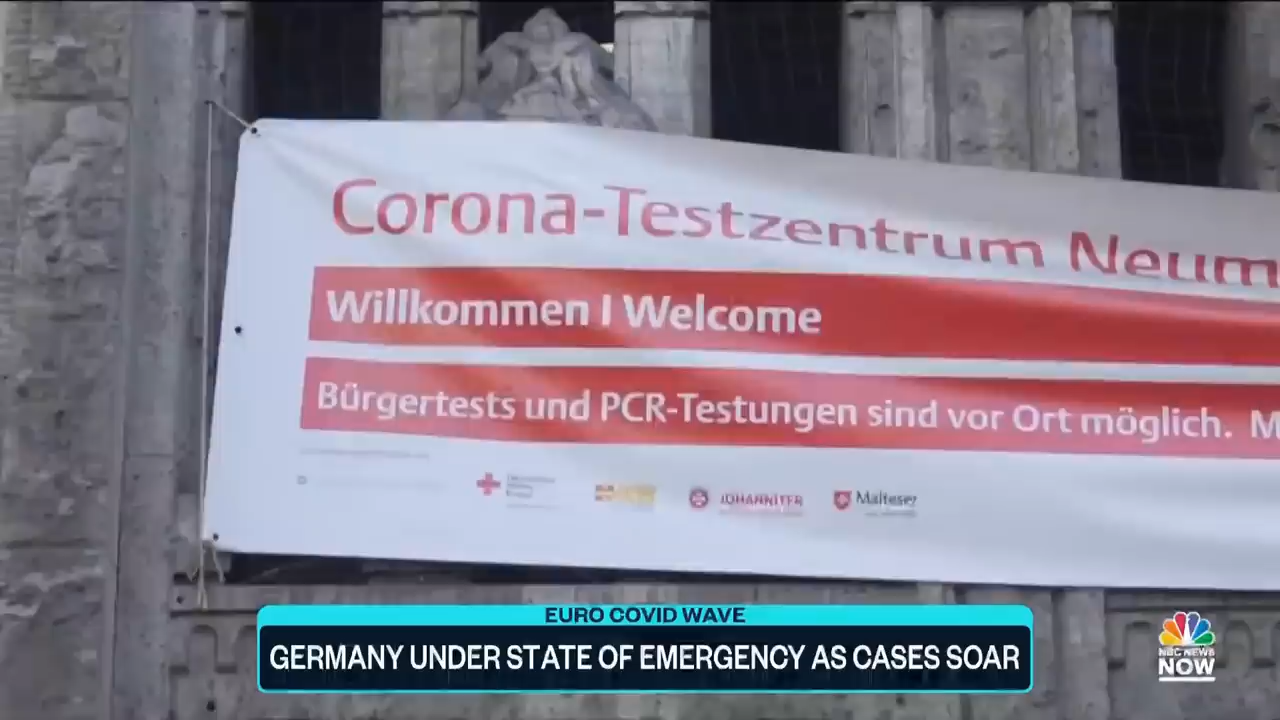 Corona-Testzentrum Neum
Willkommen | Welcome
Bürgertests und PCR-Testungen sind vor Ort möglich. M
JOHANNITER
Malteser
EURO COVID WAVE
GERMANY UNDER STATE OF EMERGENCY AS CASES SOAR
NBC NEWS
NOW